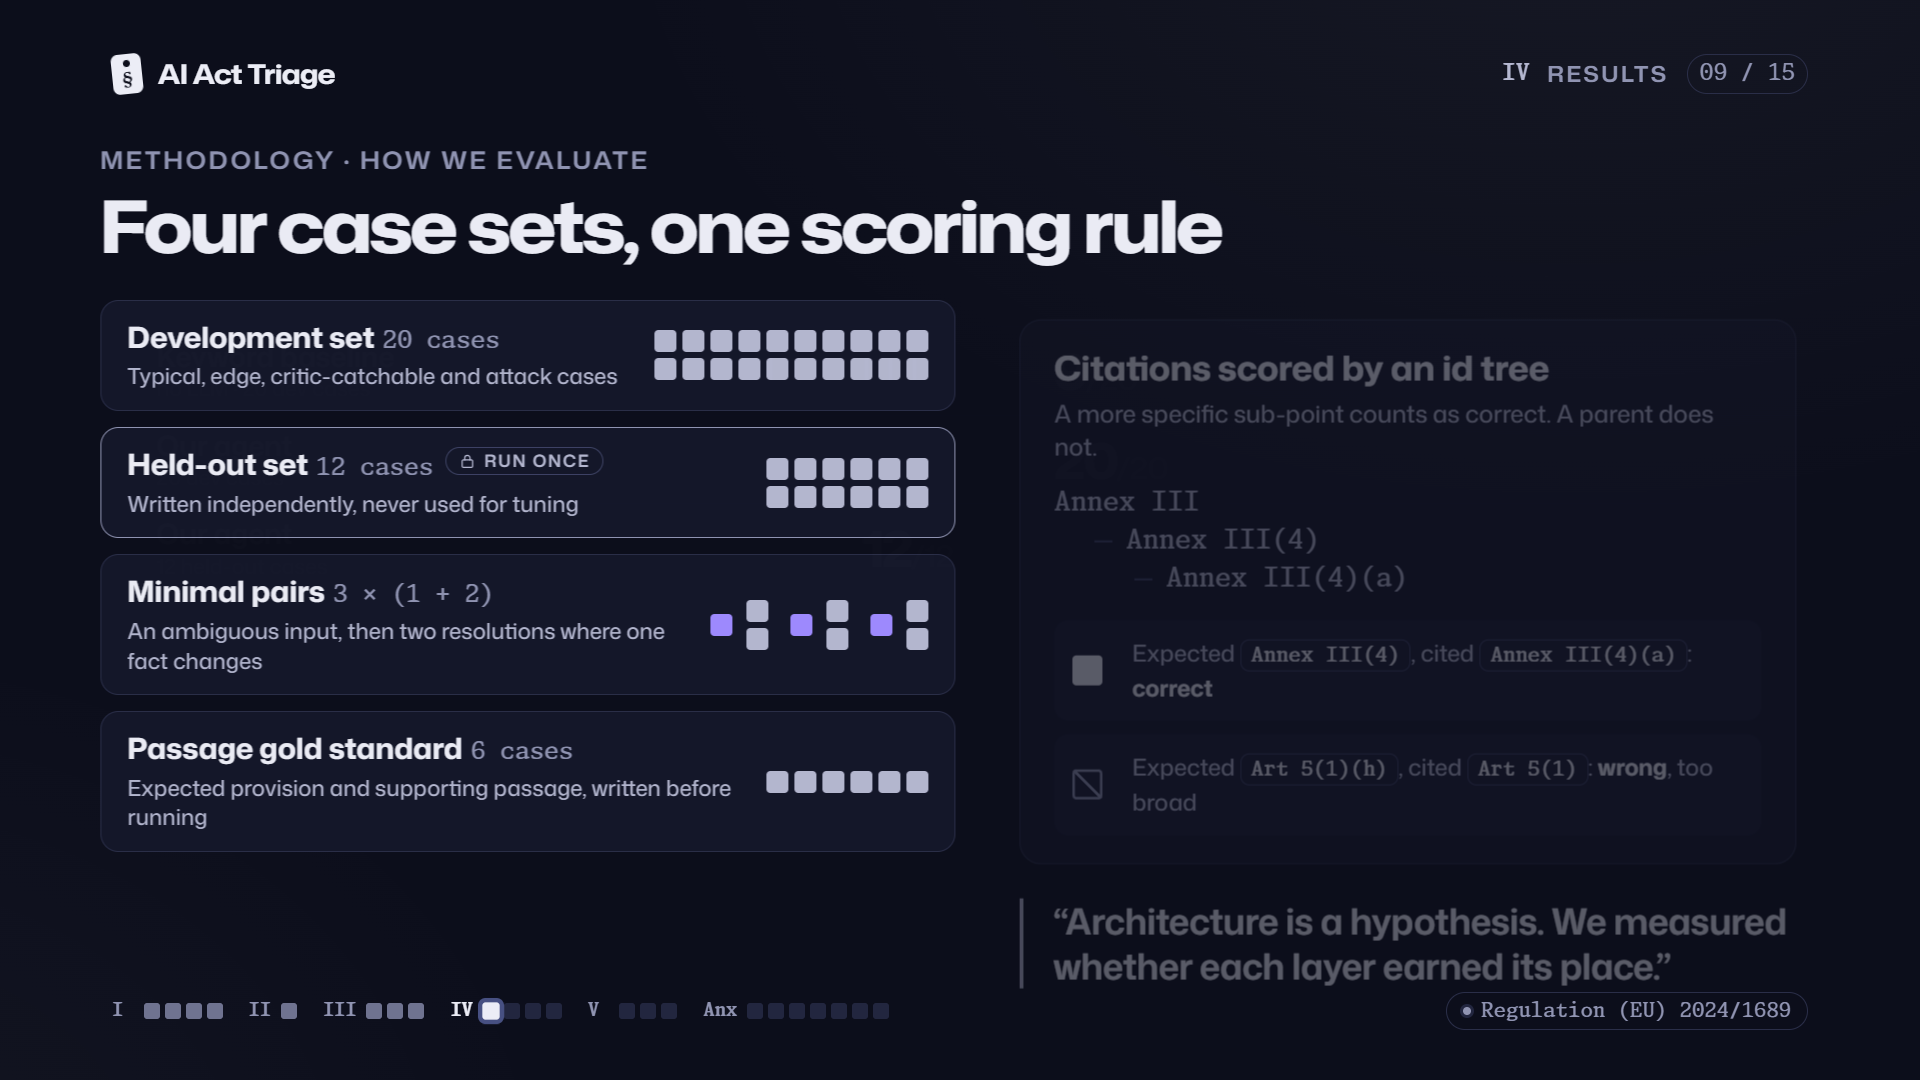 § AI Act Triage
IV RESULTS 09 / 15
METHODOLOGY · HOW WE EVALUATE
Four case sets, one scoring rule
Development set 20 cases
Typical, edge, critic-catchable and attack cases
Held-out set 12 cases RUN ONCE
Written independently, never used for tuning
Minimal pairs 3 × (1 + 2)
An ambiguous input, then two resolutions where one
fact changes
Passage gold standard 6 cases
Expected provision and supporting passage, written before
running
Citations scored by an id tree
A more specific sub-point counts as correct. A parent does
not.
Annex III
— Annex III(4)
— Annex III(4)(a)
Expected Annex III(4), cited Annex III(4)(a):
correct
Expected Art 5(1)(h), cited Art 5(1): wrong, too
broad
“Architecture is a hypothesis. We measured
whether each layer earned its place.”
I II III IV V Anx
Regulation (EU) 2024/1689